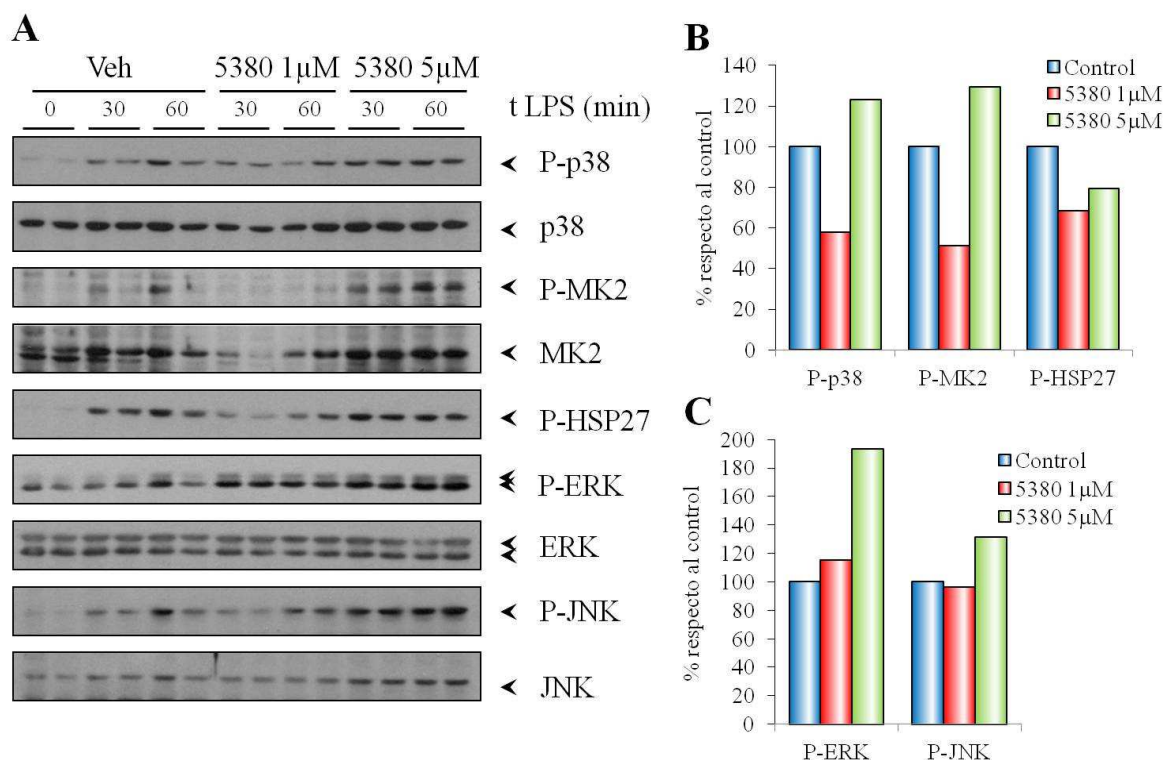 A
Veh 5380 1µM 5380 5µM
0 30 60 30 60 30 60 t LPS (min)
P-p38
p38
P-MK2
MK2
P-HSP27
P-ERK
ERK
P-JNK
JNK
B
% respecto al control
140
120
100
80
60
40
20
0
Control
5380 1µM
5380 5µM
P-p38 P-MK2 P-HSP27
C
% respecto al control
200
180
160
140
120
100
80
60
40
20
0
Control
5380 1µM
5380 5µM
P-ERK P-JNK